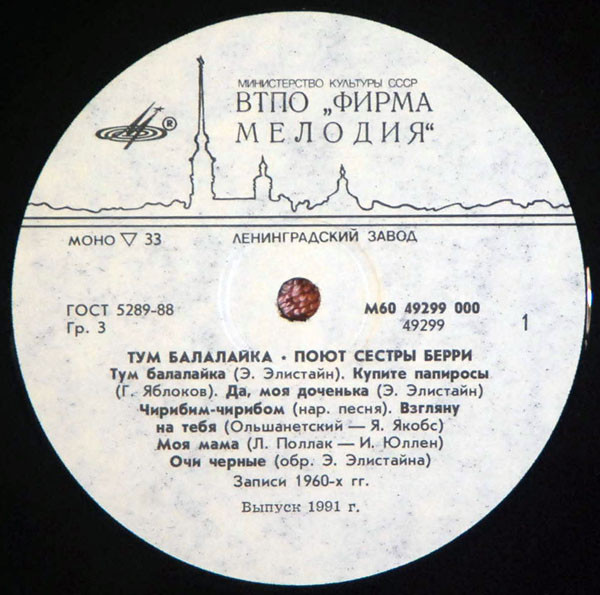 МИНИСТЕРСТВО КУЛЬТУРЫ СССР
ВТПО „ФИРМА
МЕЛОДИЯ“
®
МОНО ▽ 33
ЛЕНИНГРАДСКИЙ ЗАВОД
ГОСТ 5289-88
Гр. 3
М60 49299 000
49299
1
ТУМ БАЛАЛАЙКА · ПОЮТ СЕСТРЫ БЕРРИ
Тум балалайка (Э. Элистайн). Купите папиросы
(Г. Яблоков). Да, моя доченька (Э. Элистайн)
Чирибим-чирибом (нар. песня). Взгляну
на тебя (Ольшанетский — Я. Якобс)
Моя мама (Л. Поллак — И. Юллен)
Очи черные (обр. Э. Элистайна)
Записи 1960-х гг.
Выпуск 1991 г.